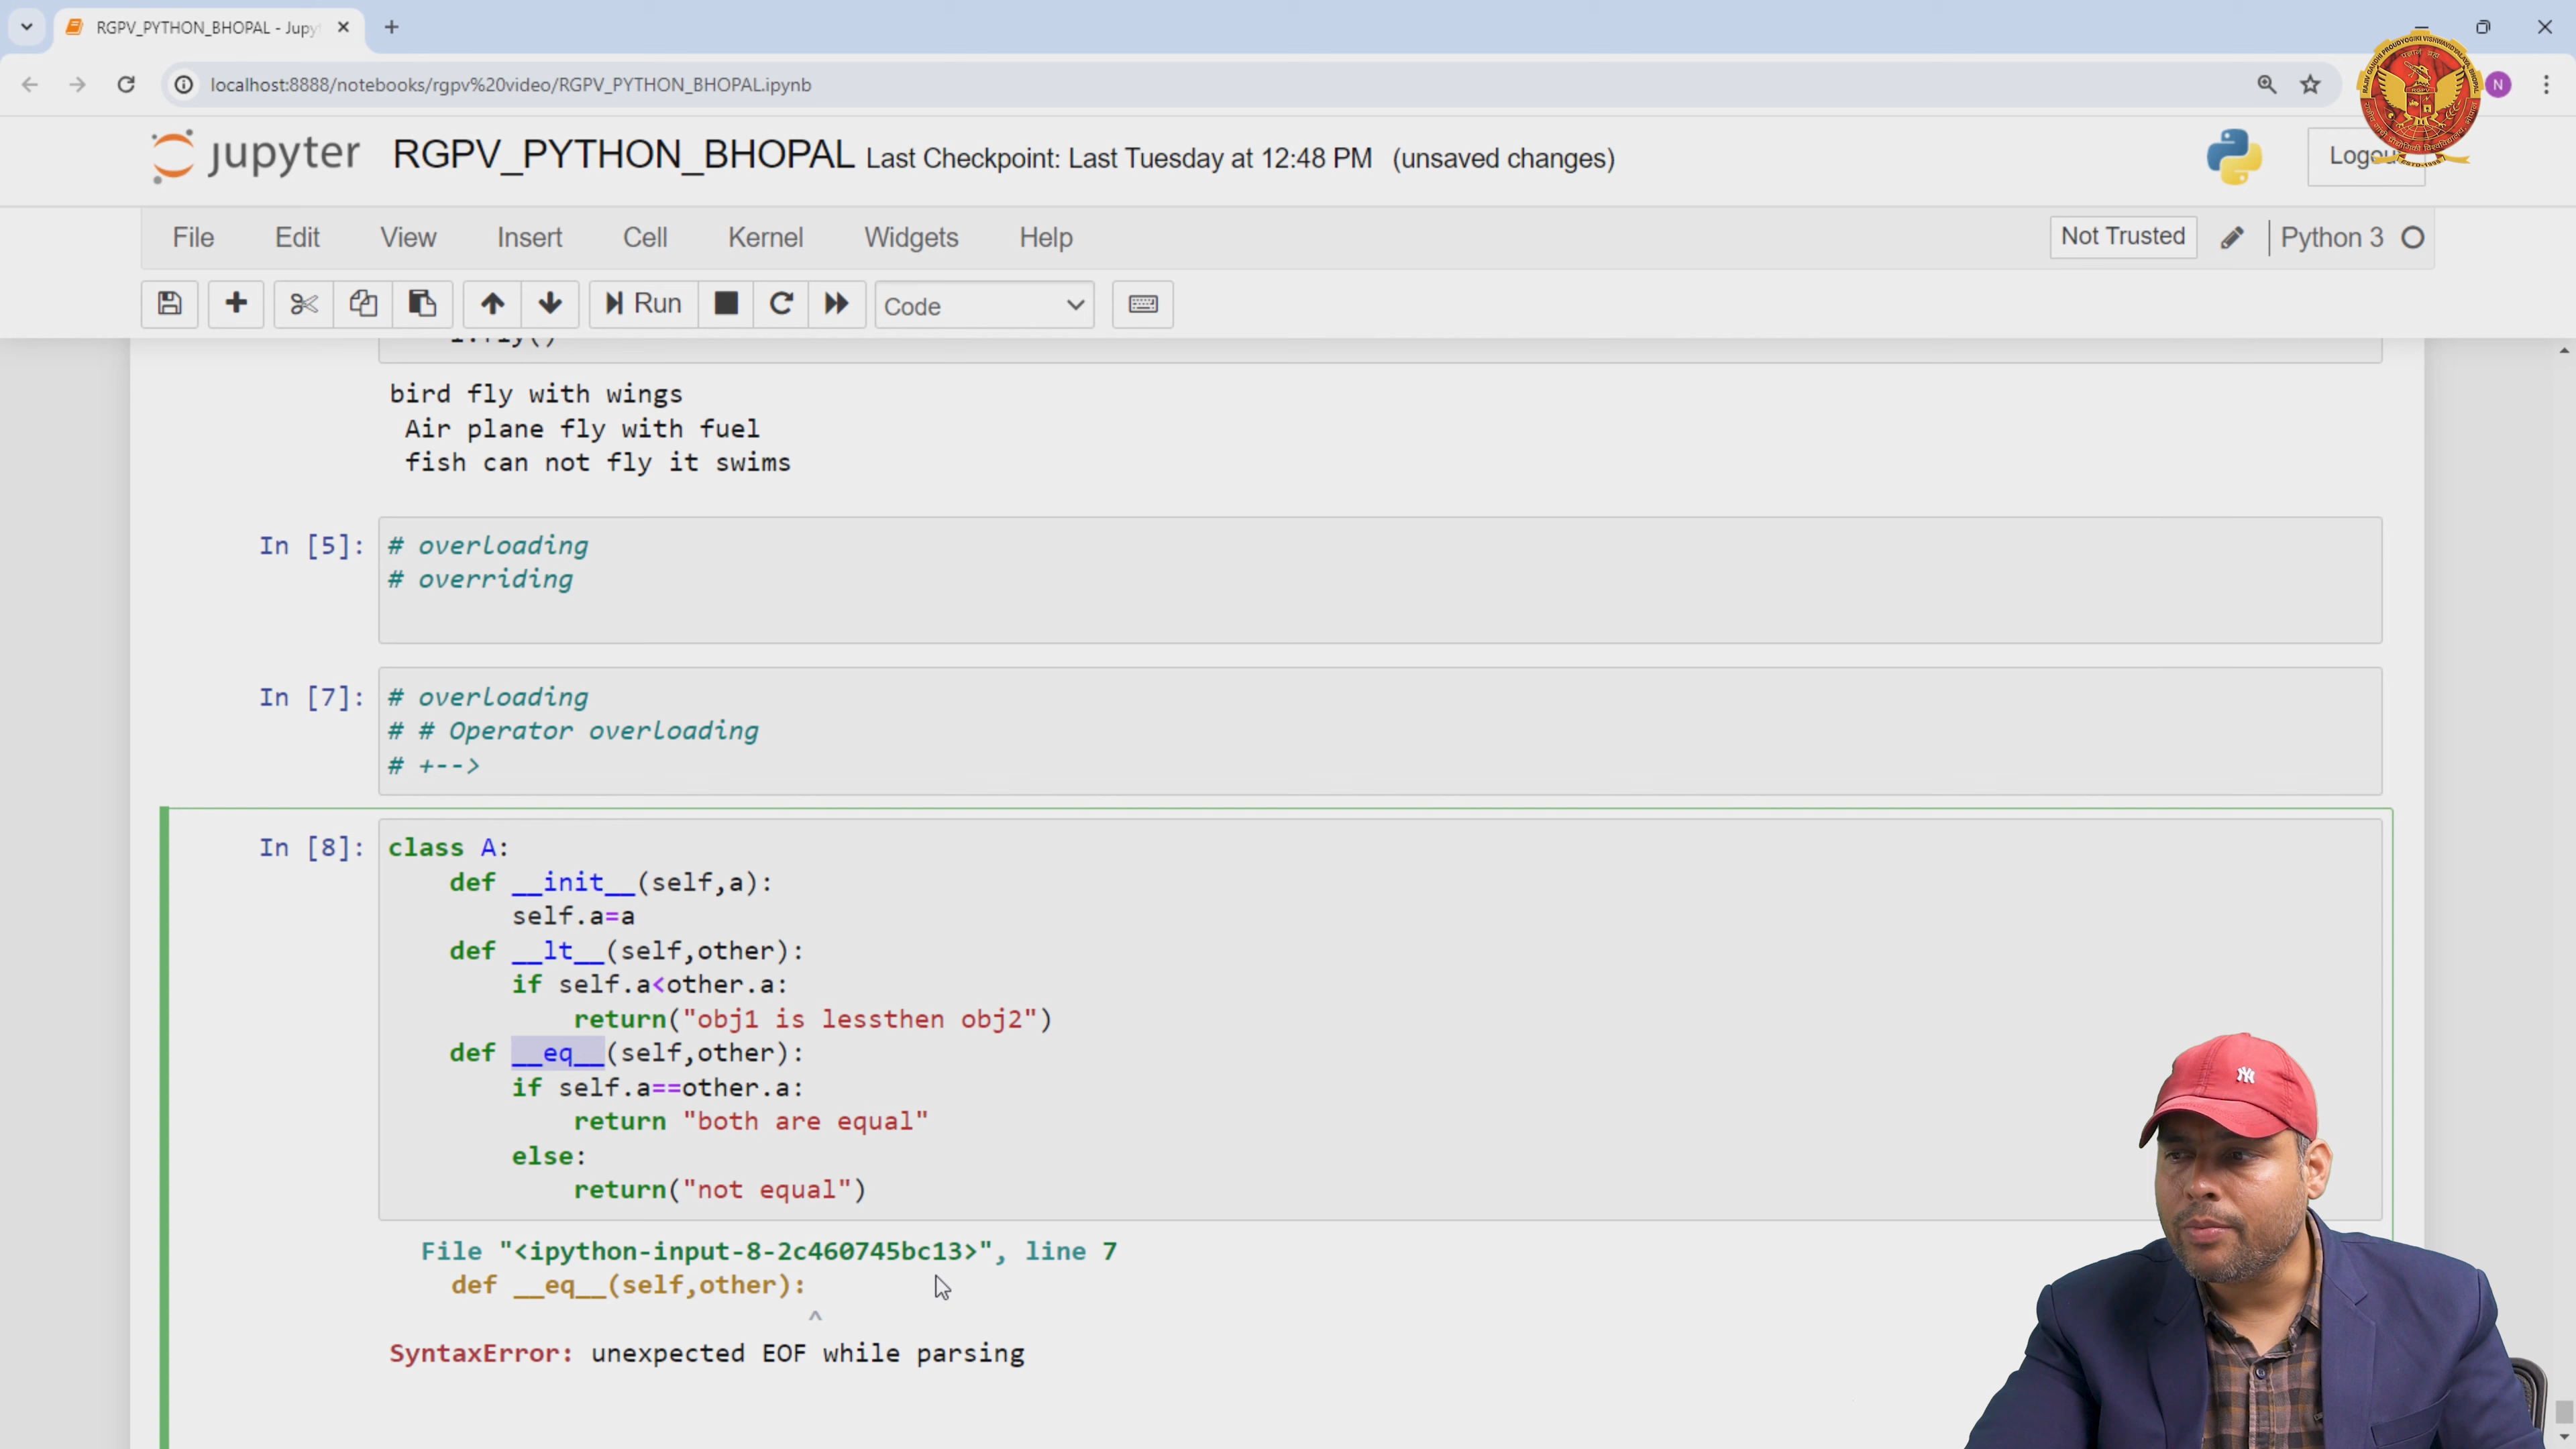 RGPV_PYTHON_BHOPAL - Jupy
localhost:8888/notebooks/rgpv%20video/RGPV_PYTHON_BHOPAL.ipynb
N
jupyter RGPV_PYTHON_BHOPAL Last Checkpoint: Last Tuesday at 12:48 PM (unsaved changes)
File Edit View Insert Cell Kernel Widgets Help
Not Trusted Python 3
Run Code
bird fly with wings
Air plane fly with fuel
fish can not fly it swims
In [5]:
# overloading
# overriding
In [7]:
# overloading
# # Operator overloading
# +-->
In [8]:
class A:
def __init__(self,a):
self.a=a
def __lt__(self,other):
if self.a<other.a:
return("obj1 is lessthen obj2")
def __eq__(self,other):
if self.a==other.a:
return "both are equal"
else:
return("not equal")
File "<ipython-input-8-2c460745bc13>", line 7
def __eq__(self,other):
^
SyntaxError: unexpected EOF while parsing